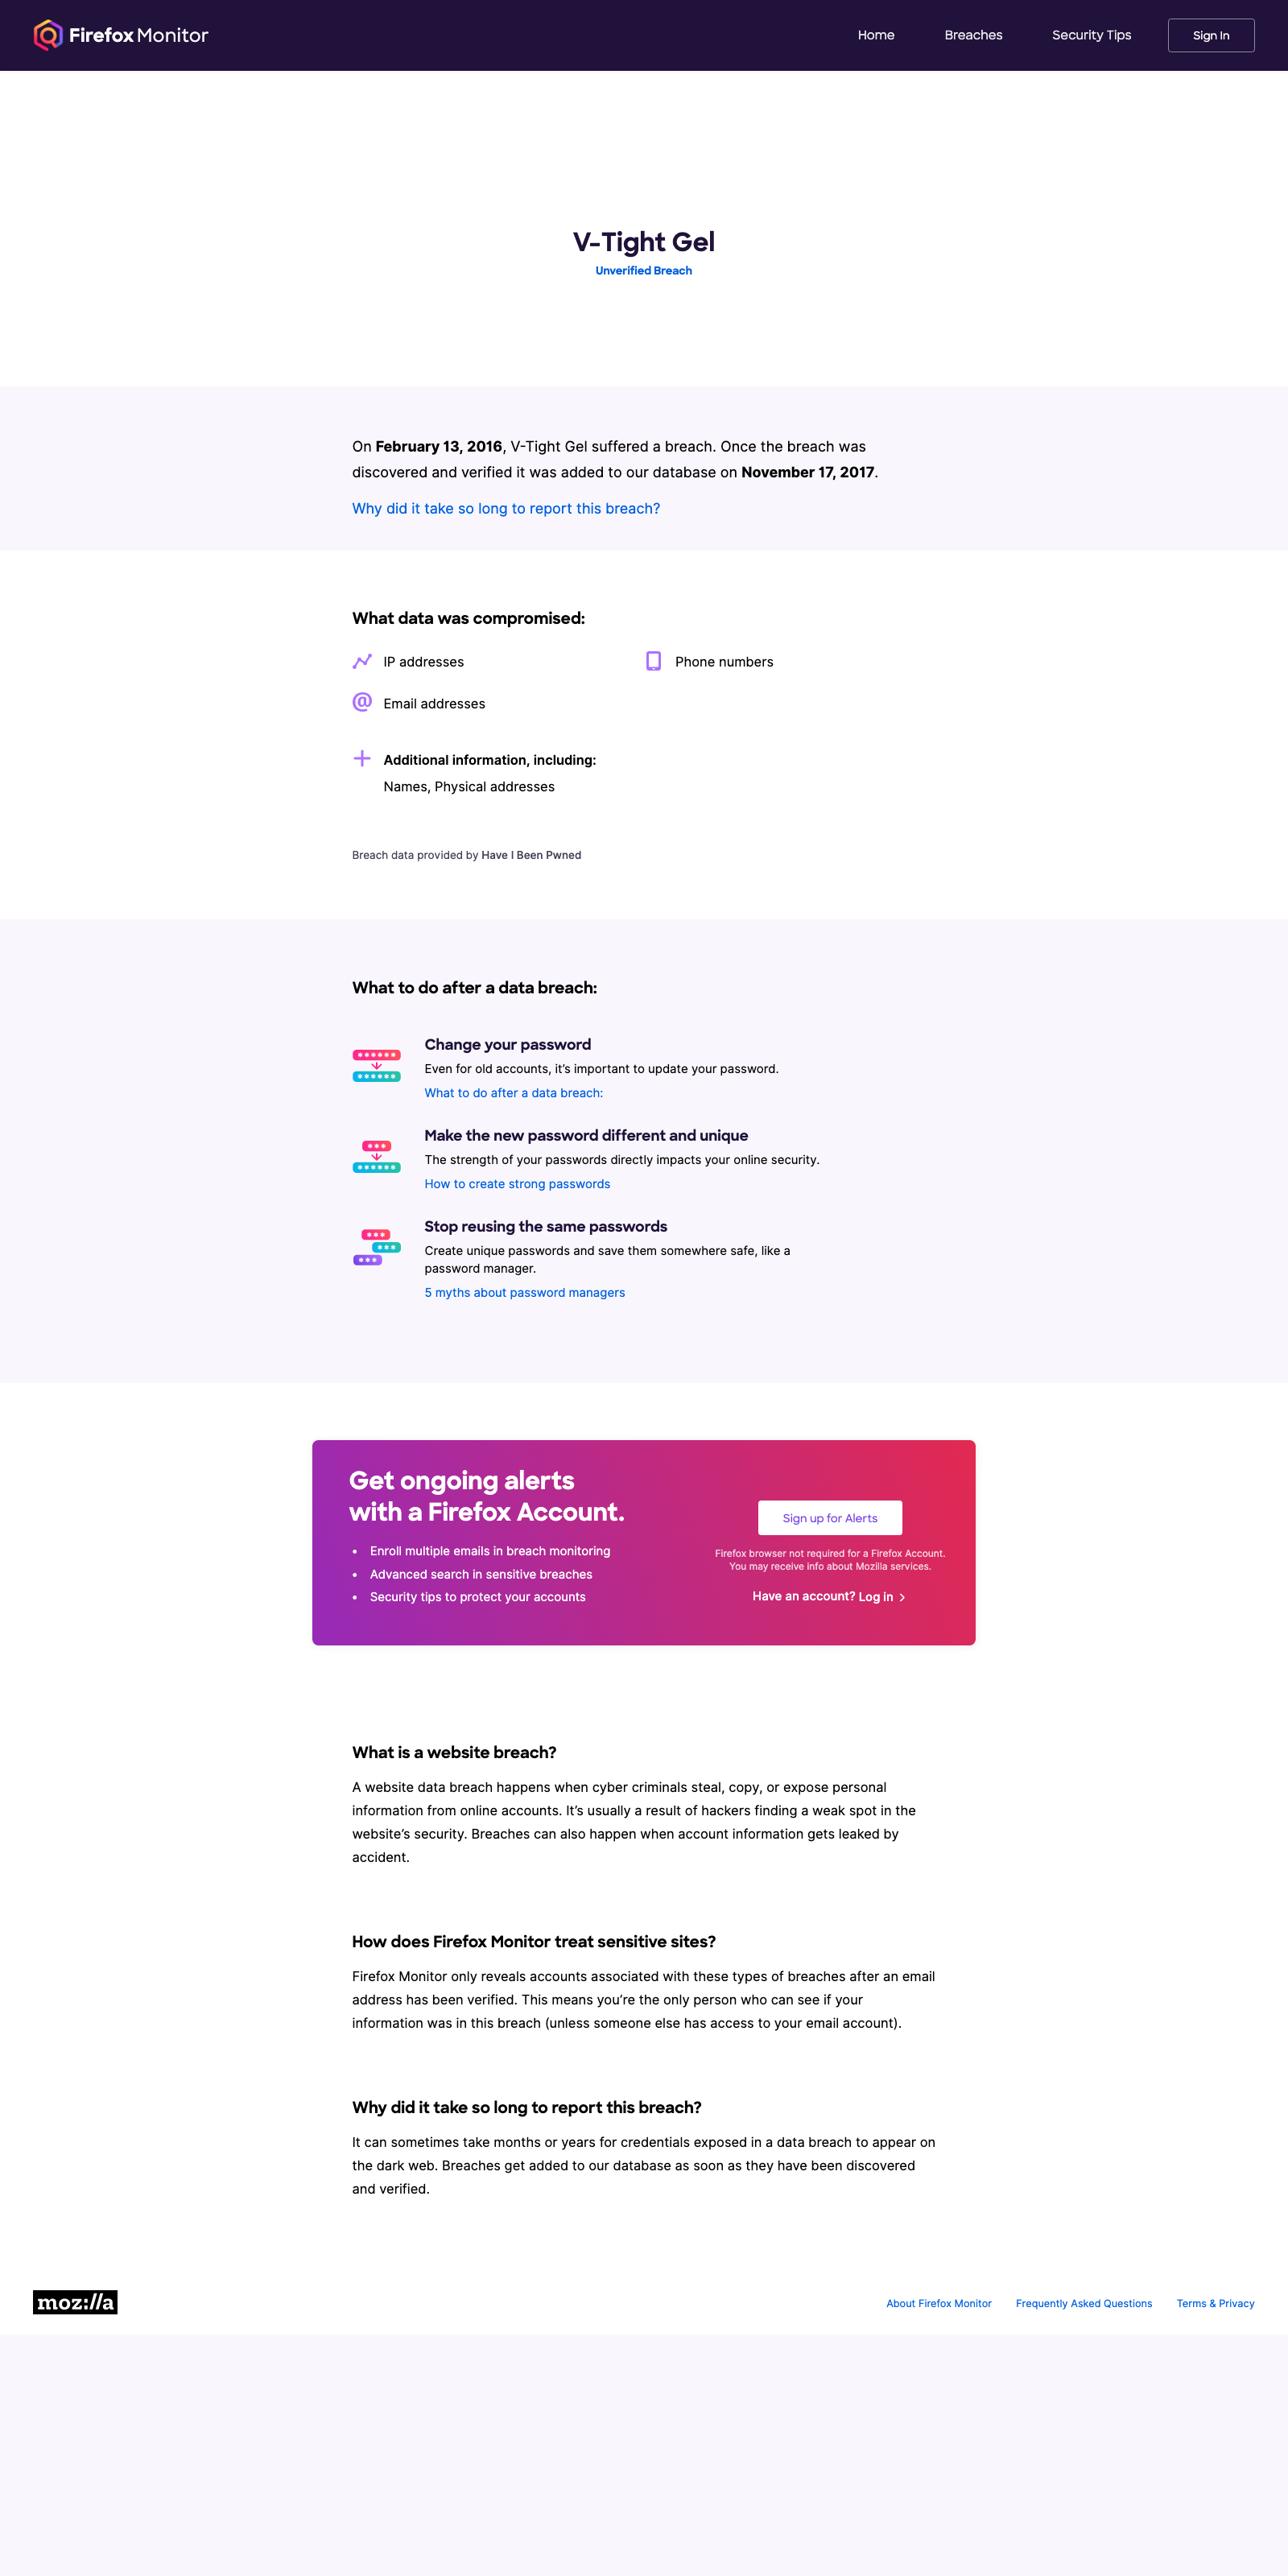 Firefox Monitor
Home
Breaches
Security Tips
Sign In
V-Tight Gel
Unverified Breach
On February 13, 2016, V-Tight Gel suffered a breach. Once the breach was
discovered and verified it was added to our database on November 17, 2017.
Why did it take so long to report this breach?
What data was compromised:
IP addresses
Phone numbers
Email addresses
Additional information, including:
Names, Physical addresses
Breach data provided by Have I Been Pwned
What to do after a data breach:
Change your password
Even for old accounts, it’s important to update your password.
What to do after a data breach:
Make the new password different and unique
The strength of your passwords directly impacts your online security.
How to create strong passwords
Stop reusing the same passwords
Create unique passwords and save them somewhere safe, like a
password manager.
5 myths about password managers
Get ongoing alerts
with a Firefox Account.
• Enroll multiple emails in breach monitoring
• Advanced search in sensitive breaches
• Security tips to protect your accounts
Sign up for Alerts
Firefox browser not required for a Firefox Account.
You may receive info about Mozilla services.
Have an account? Log in
What is a website breach?
A website data breach happens when cyber criminals steal, copy, or expose personal
information from online accounts. It’s usually a result of hackers finding a weak spot in the
website’s security. Breaches can also happen when account information gets leaked by
accident.
How does Firefox Monitor treat sensitive sites?
Firefox Monitor only reveals accounts associated with these types of breaches after an email
address has been verified. This means you’re the only person who can see if your
information was in this breach (unless someone else has access to your email account).
Why did it take so long to report this breach?
It can sometimes take months or years for credentials exposed in a data breach to appear on
the dark web. Breaches get added to our database as soon as they have been discovered
and verified.
moz://a
About Firefox Monitor
Frequently Asked Questions
Terms & Privacy